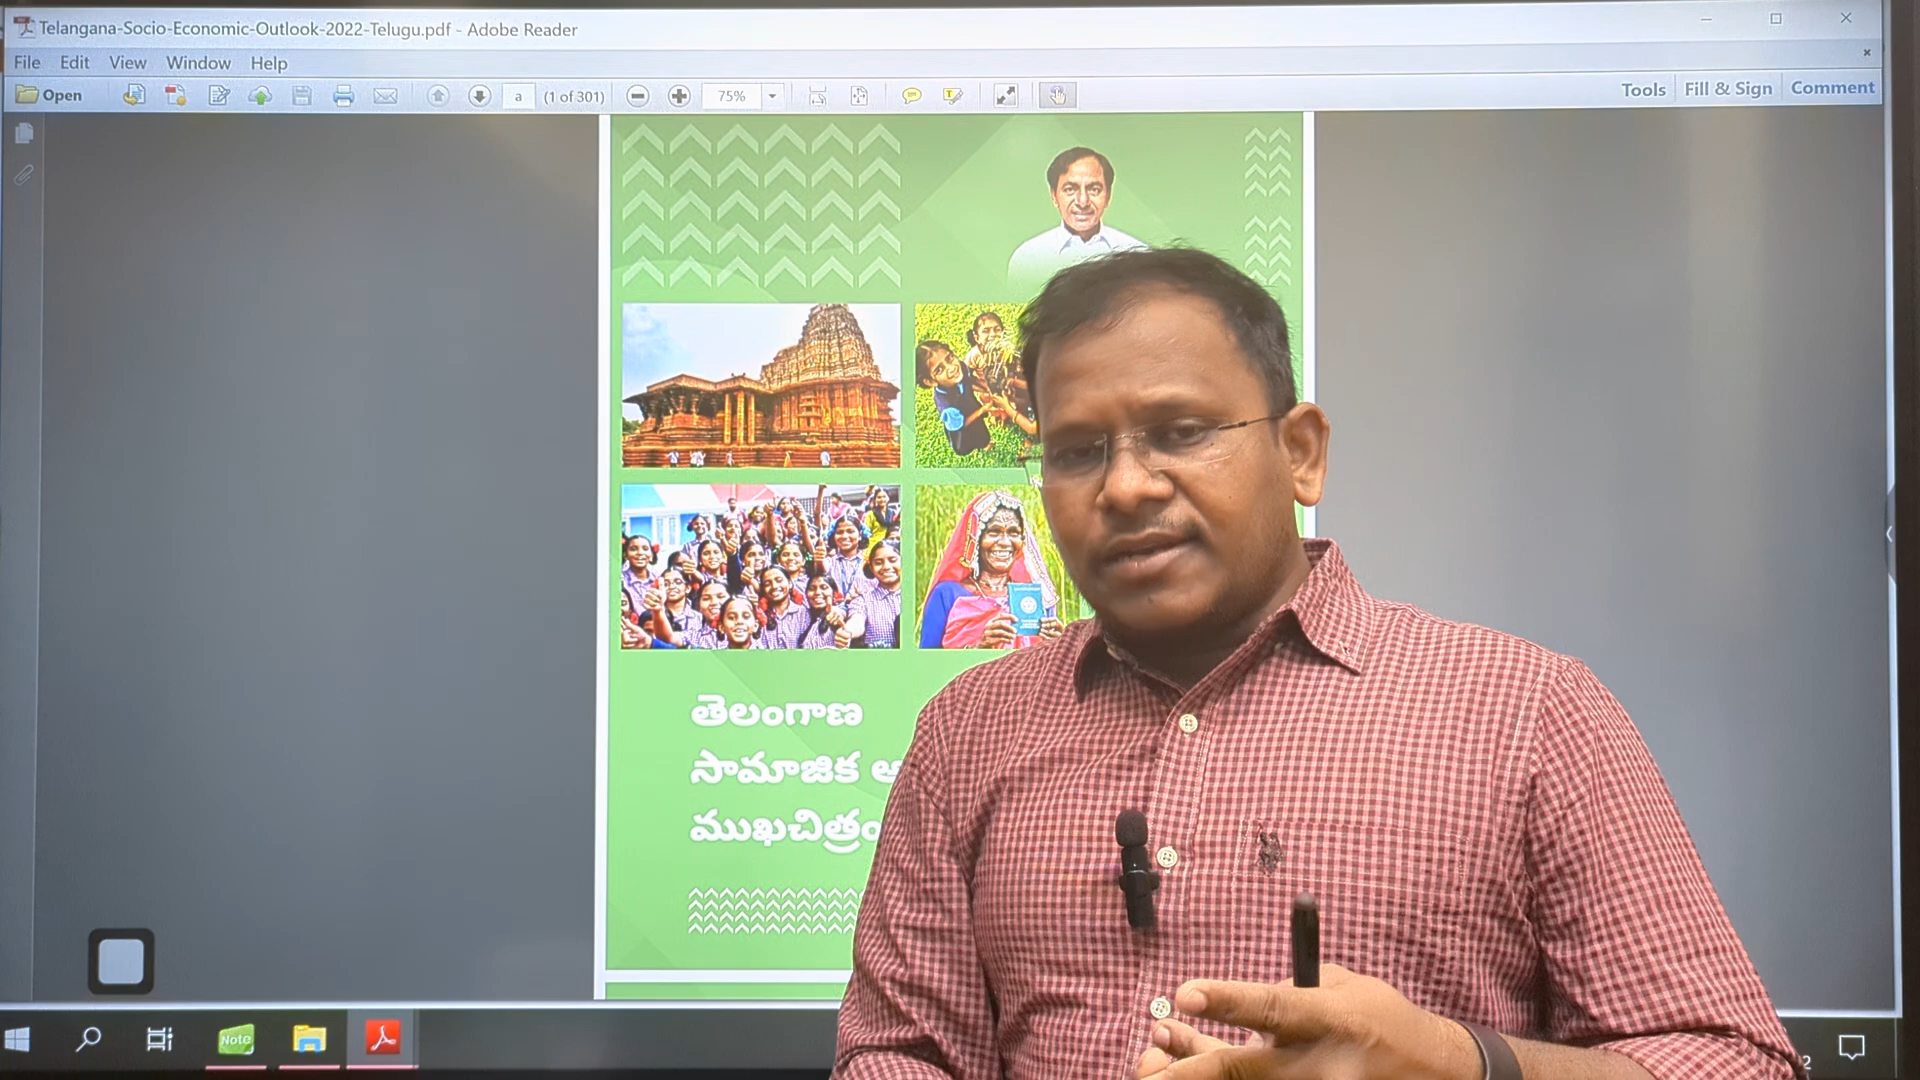 Telangana-Socio-Economic-Outlook-2022-Telugu.pdf - Adobe Reader
File Edit View Window Help
Open a (1 of 301) 75% Tools Fill & Sign Comment
తెలంగాణ
సామాజిక
ముఖచిత్రం
Note